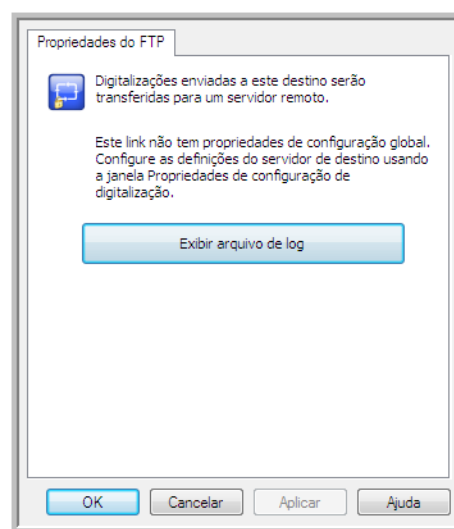 Propriedades do FTP
Digitalizações enviadas a este destino serão
transferidas para um servidor remoto.
Este link não tem propriedades de configuração global.
Configure as definições do servidor de destino usando
a janela Propriedades de configuração de
digitalização.
Exibir arquivo de log
OK
Cancelar
Aplicar
Ajuda